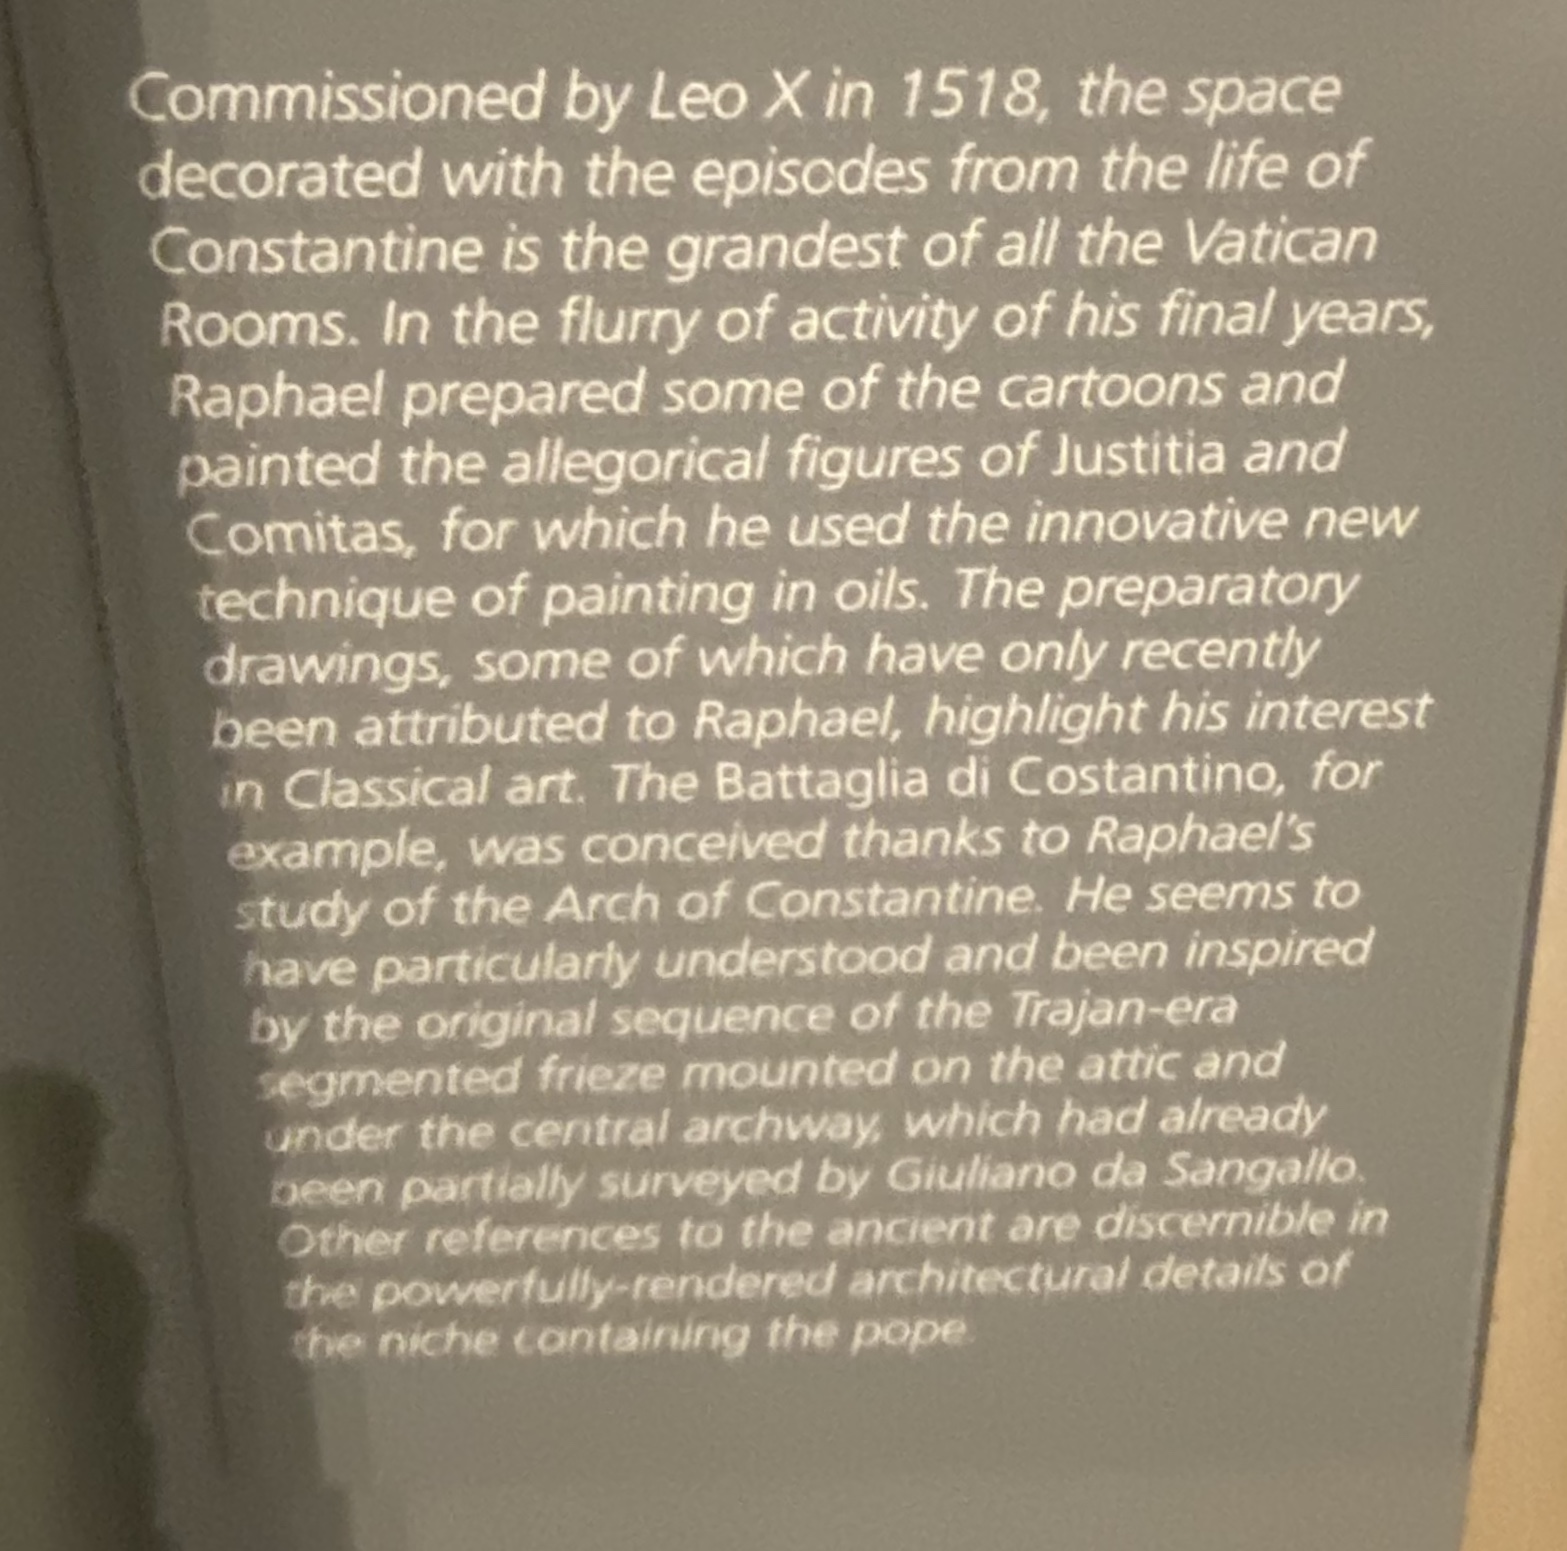 Commissioned by Leo X in 1518, the space
decorated with the episodes from the life of
Constantine is the grandest of all the Vatican
Rooms. In the flurry of activity of his final years,
Raphael prepared some of the cartoons and
painted the allegorical figures of Justitia and
Comitas, for which he used the innovative new
technique of painting in oils. The preparatory
drawings, some of which have only recently
been attributed to Raphael, highlight his interest
in Classical art. The Battaglia di Costantino, for
example, was conceived thanks to Raphael's
study of the Arch of Constantine. He seems to
have particularly understood and been inspired
by the original sequence of the Trajan-era
segmented frieze mounted on the attic and
under the central archway, which had already
been partially surveyed by Giuliano da Sangallo.
Other references to the ancient are discernible in
the powerfully-rendered architectural details of
the niche containing the pope.